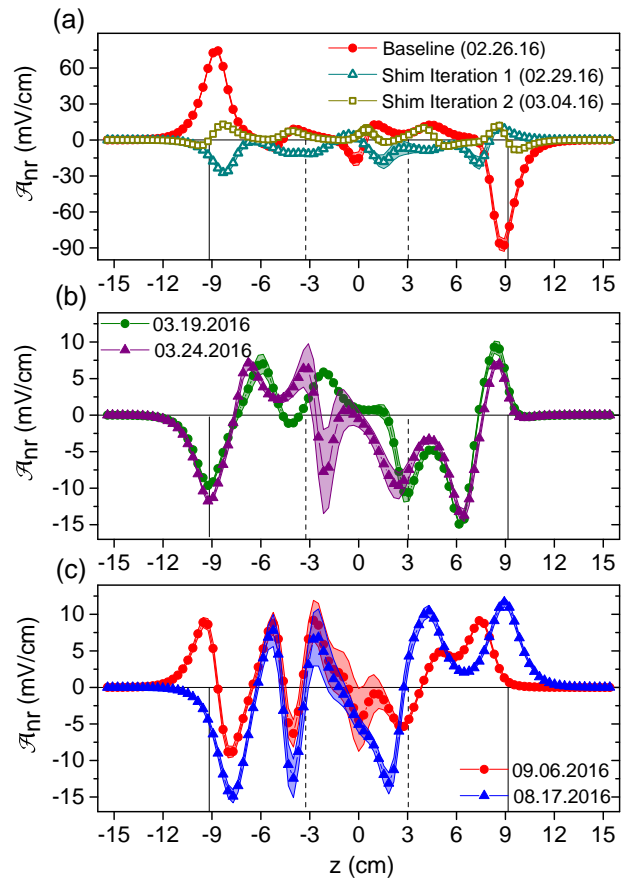 (a)
Baseline (02.26.16)
Shim Iteration 1 (02.29.16)
Shim Iteration 2 (03.04.16)
60
30
0
-30
-60
-90
𝒜nr (mV/cm)
-15 -12 -9 -6 -3 0 3 6 9 12 15
(b)
03.19.2016
03.24.2016
10
5
0
-5
-10
-15
𝒜nr (mV/cm)
-15 -12 -9 -6 -3 0 3 6 9 12 15
(c)
10
5
0
-5
-10
-15
𝒜nr (mV/cm)
09.06.2016
08.17.2016
-15 -12 -9 -6 -3 0 3 6 9 12 15
z (cm)